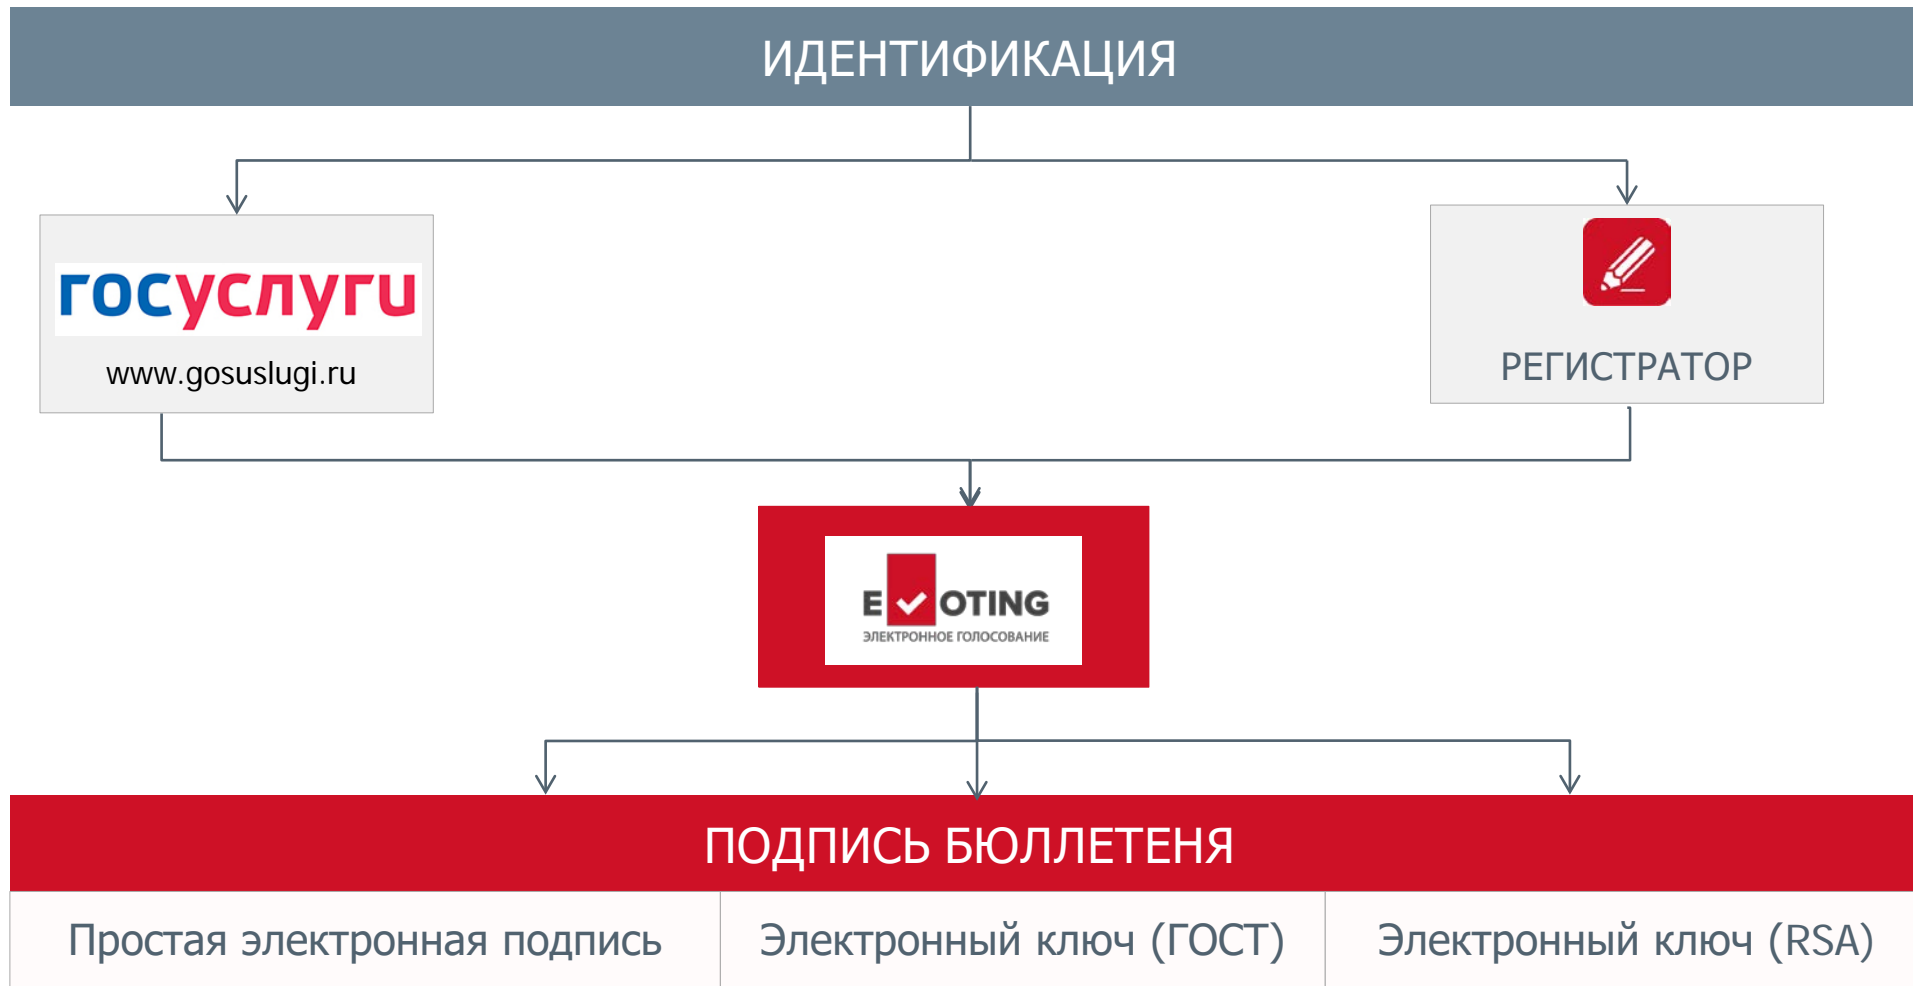 ИДЕНТИФИКАЦИЯ
госуслуги
www.gosuslugi.ru
РЕГИСТРАТОР
E OTING
ЭЛЕКТРОННОЕ ГОЛОСОВАНИЕ
ПОДПИСЬ БЮЛЛЕТЕНЯ
Простая электронная подпись
Электронный ключ (ГОСТ)
Электронный ключ (RSA)